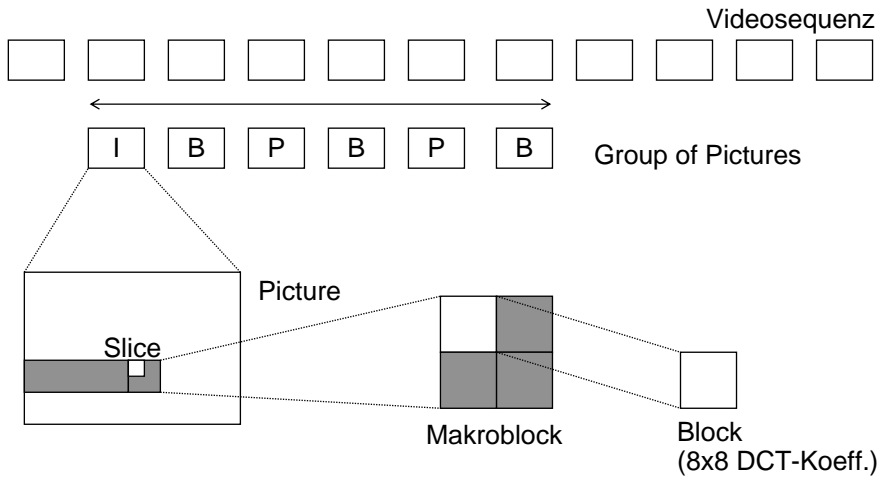 Videosequenz
I B P B P B
Group of Pictures
Picture
Slice
Makroblock
Block
(8x8 DCT-Koeff.)